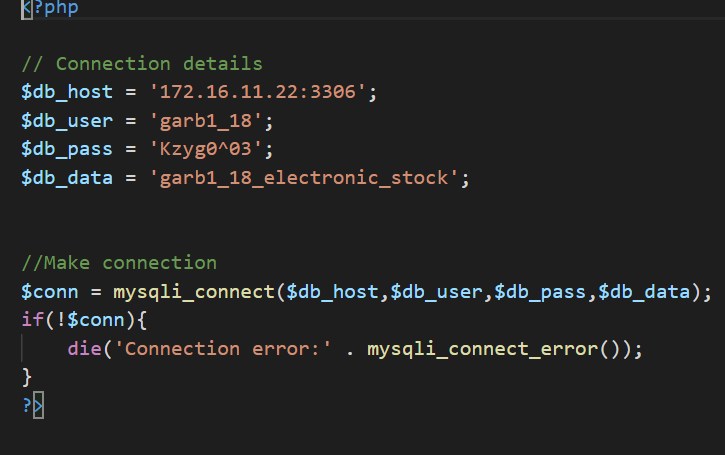 <?php
// Connection details
$db_host = '172.16.11.22:3306';
$db_user = 'garb1_18';
$db_pass = 'Kzyg0^03';
$db_data = 'garb1_18_electronic_stock';
//Make connection
$conn = mysqli_connect($db_host,$db_user,$db_pass,$db_data);
if(!$conn){
    die('Connection error:' . mysqli_connect_error());
}
?>